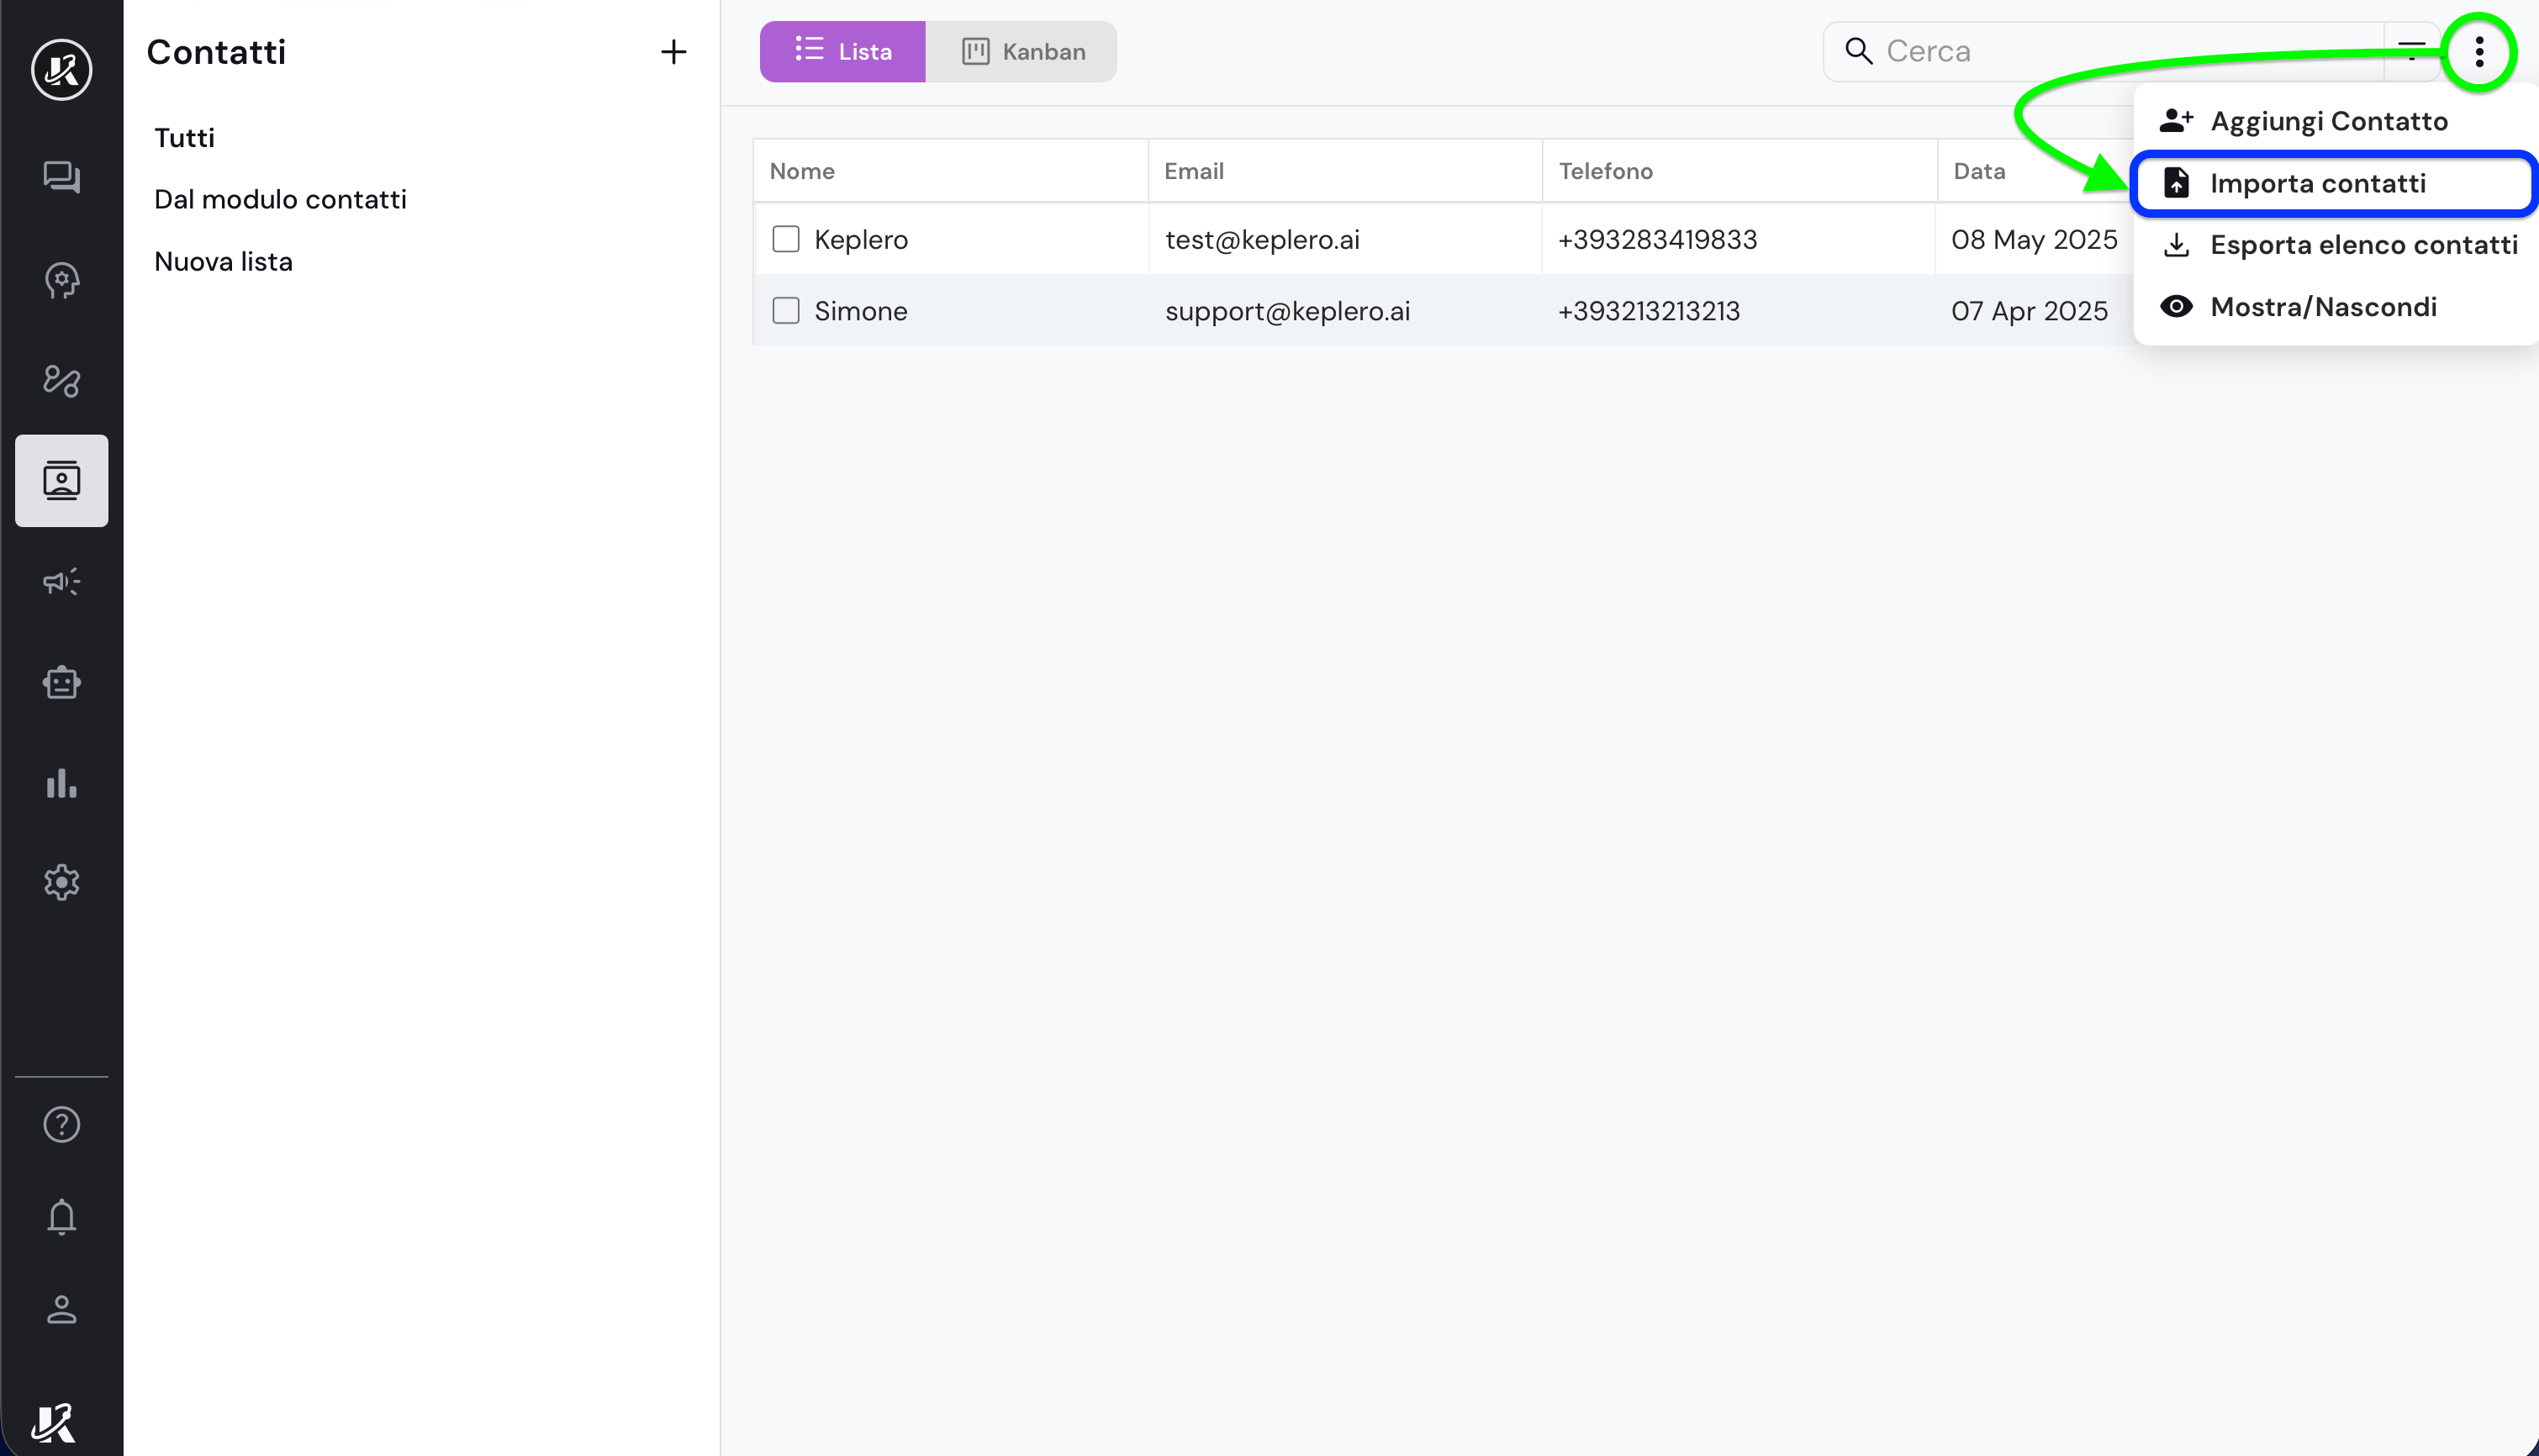 Contatti
Tutti
Dal modulo contatti
Nuova lista
Lista
Kanban
Cerca
Aggiungi Contatto
Importa contatti
Esporta elenco contatti
Mostra/Nascondi
Nome Email Telefono Data
Keplero test@keplero.ai +393283419833 08 May 2025
Simone support@keplero.ai +393213213213 07 Apr 2025